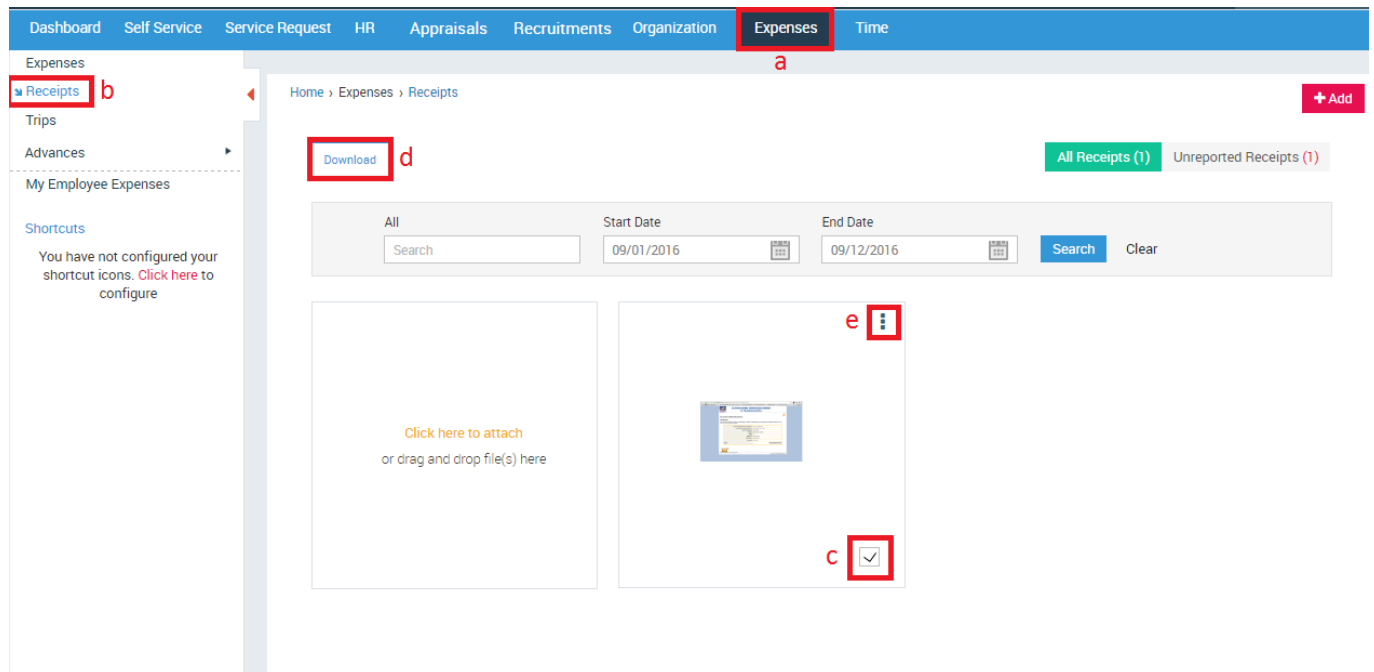 Dashboard Self Service Service Request HR Appraisals Recruitments Organization Expenses Time
a
Expenses
Receipts b
Trips
Advances
My Employee Expenses
Shortcuts
You have not configured your
shortcut icons. Click here to
configure
Home › Expenses › Receipts
+ Add
Download d
All Receipts (1) Unreported Receipts (1)
All Start Date End Date
Search 09/01/2016 09/12/2016 Search Clear
e
Click here to attach
or drag and drop file(s) here
c